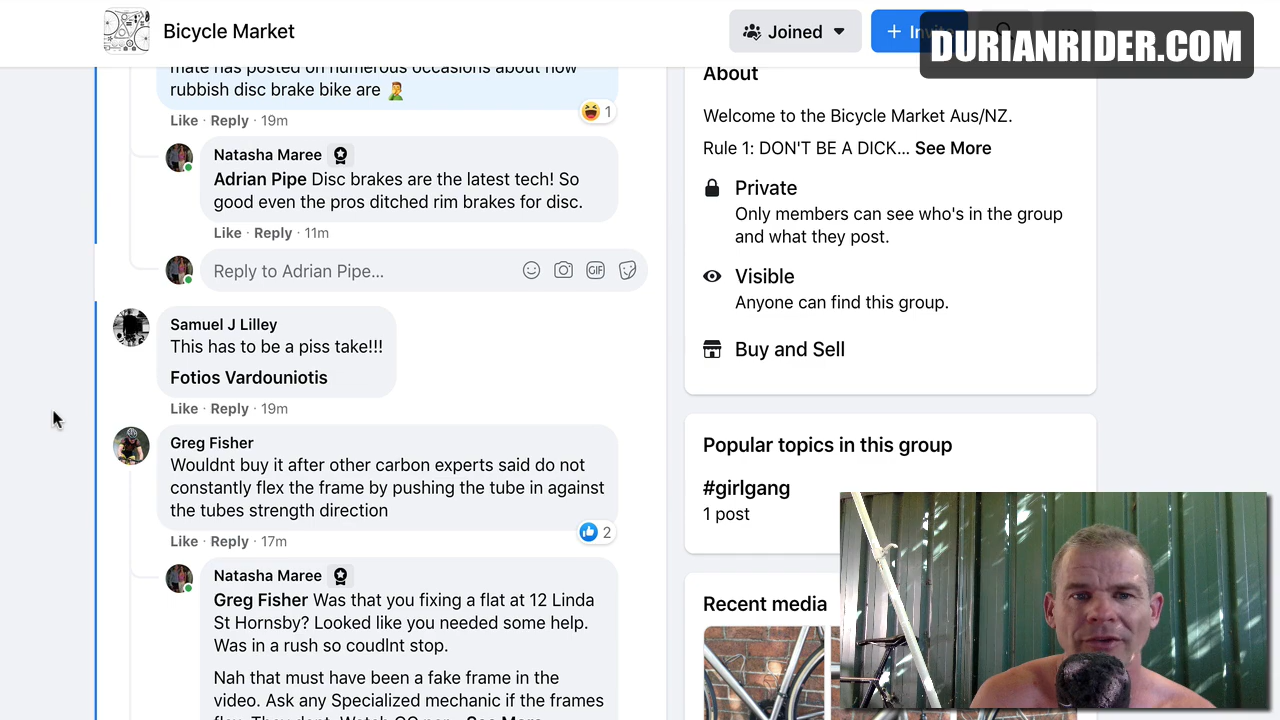 Bicycle Market
Joined
+ Inv
DURIANRIDER.COM
mate has posted on numerous occasions about how
rubbish disc brake bike are
1
Like · Reply · 19m
Natasha Maree
Adrian Pipe Disc brakes are the latest tech! So
good even the pros ditched rim brakes for disc.
Like · Reply · 11m
Reply to Adrian Pipe...
GIF
Samuel J Lilley
This has to be a piss take!!!
Fotios Vardouniotis
Like · Reply · 19m
Greg Fisher
Wouldnt buy it after other carbon experts said do not
constantly flex the frame by pushing the tube in against
the tubes strength direction
2
Like · Reply · 17m
Natasha Maree
Greg Fisher Was that you fixing a flat at 12 Linda
St Hornsby? Looked like you needed some help.
Was in a rush so coudlnt stop.
Nah that must have been a fake frame in the
video. Ask any Specialized mechanic if the frames
About
Welcome to the Bicycle Market Aus/NZ.
Rule 1: DON'T BE A DICK... See More
Private
Only members can see who's in the group
and what they post.
Visible
Anyone can find this group.
Buy and Sell
Popular topics in this group
#girlgang
1 post
Recent media